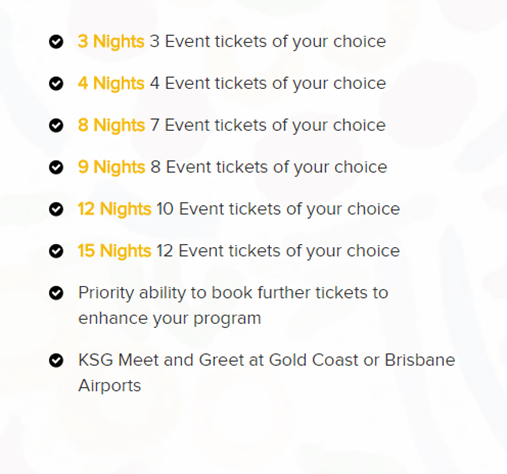 3 Nights 3 Event tickets of your choice
4 Nights 4 Event tickets of your choice
8 Nights 7 Event tickets of your choice
9 Nights 8 Event tickets of your choice
12 Nights 10 Event tickets of your choice
15 Nights 12 Event tickets of your choice
Priority ability to book further tickets to
enhance your program
KSG Meet and Greet at Gold Coast or Brisbane
Airports